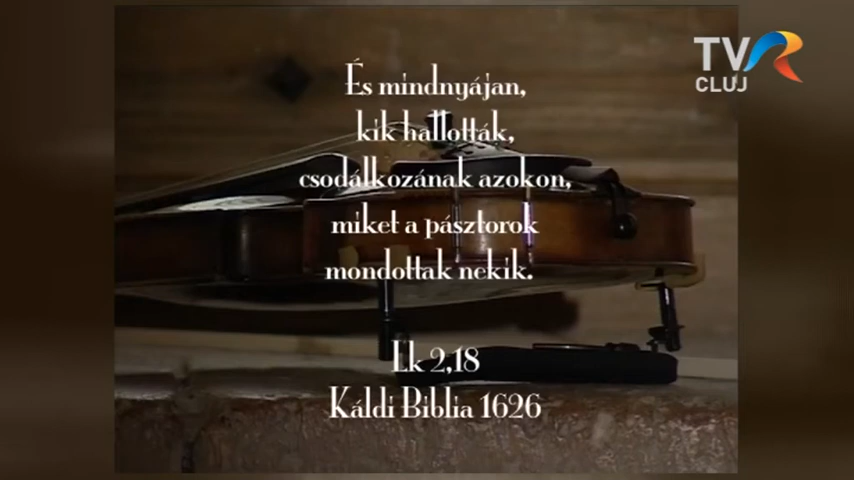 És mindnyájan,
kik hallották,
csodálkozának azokon,
miket a pásztorok
mondottak nekik.
Lk 2,18
Káldi Biblia 1626
TVR
CLUJ